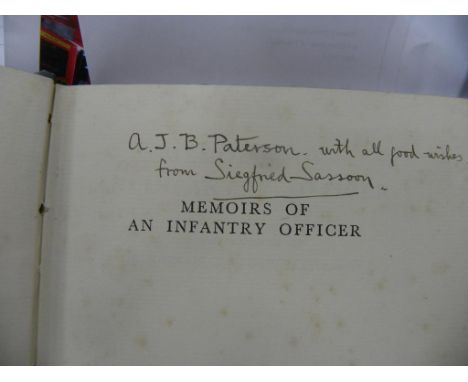 A. J. B. Paterson. with all good wishes
from Siegfried Sassoon.
MEMOIRS OF
AN INFANTRY OFFICER